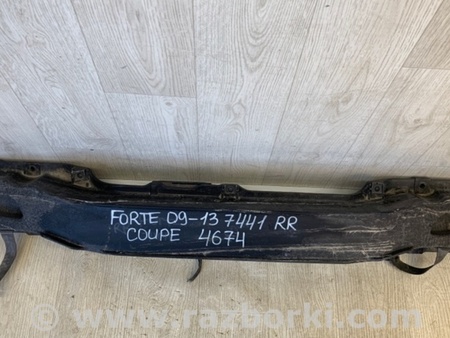 FORTE 09-13 7441 RR
COUPE 4674
www.razborki.com